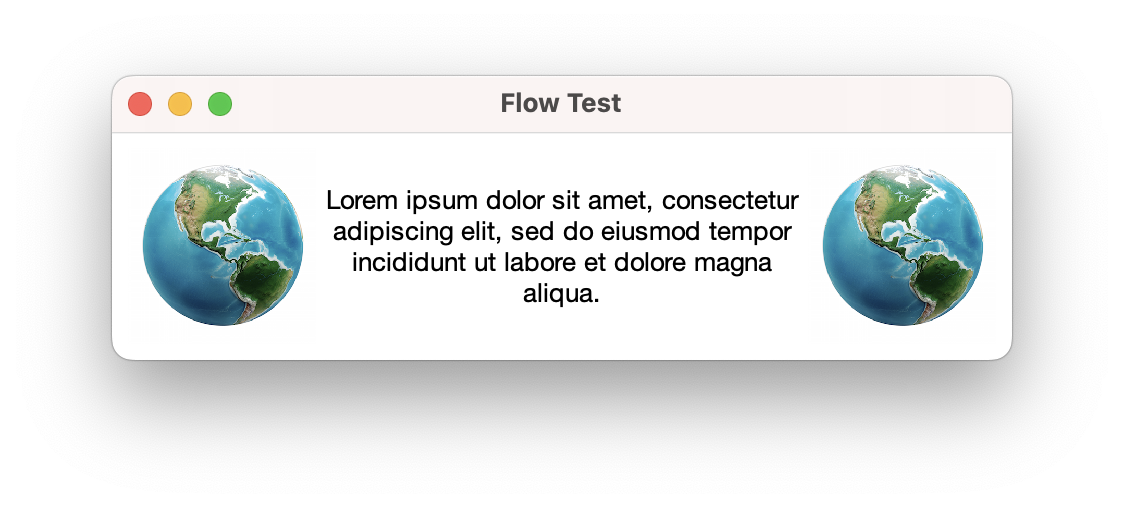 Flow Test
Lorem ipsum dolor sit amet, consectetur
adipiscing elit, sed do eiusmod tempor
incididunt ut labore et dolore magna
aliqua.